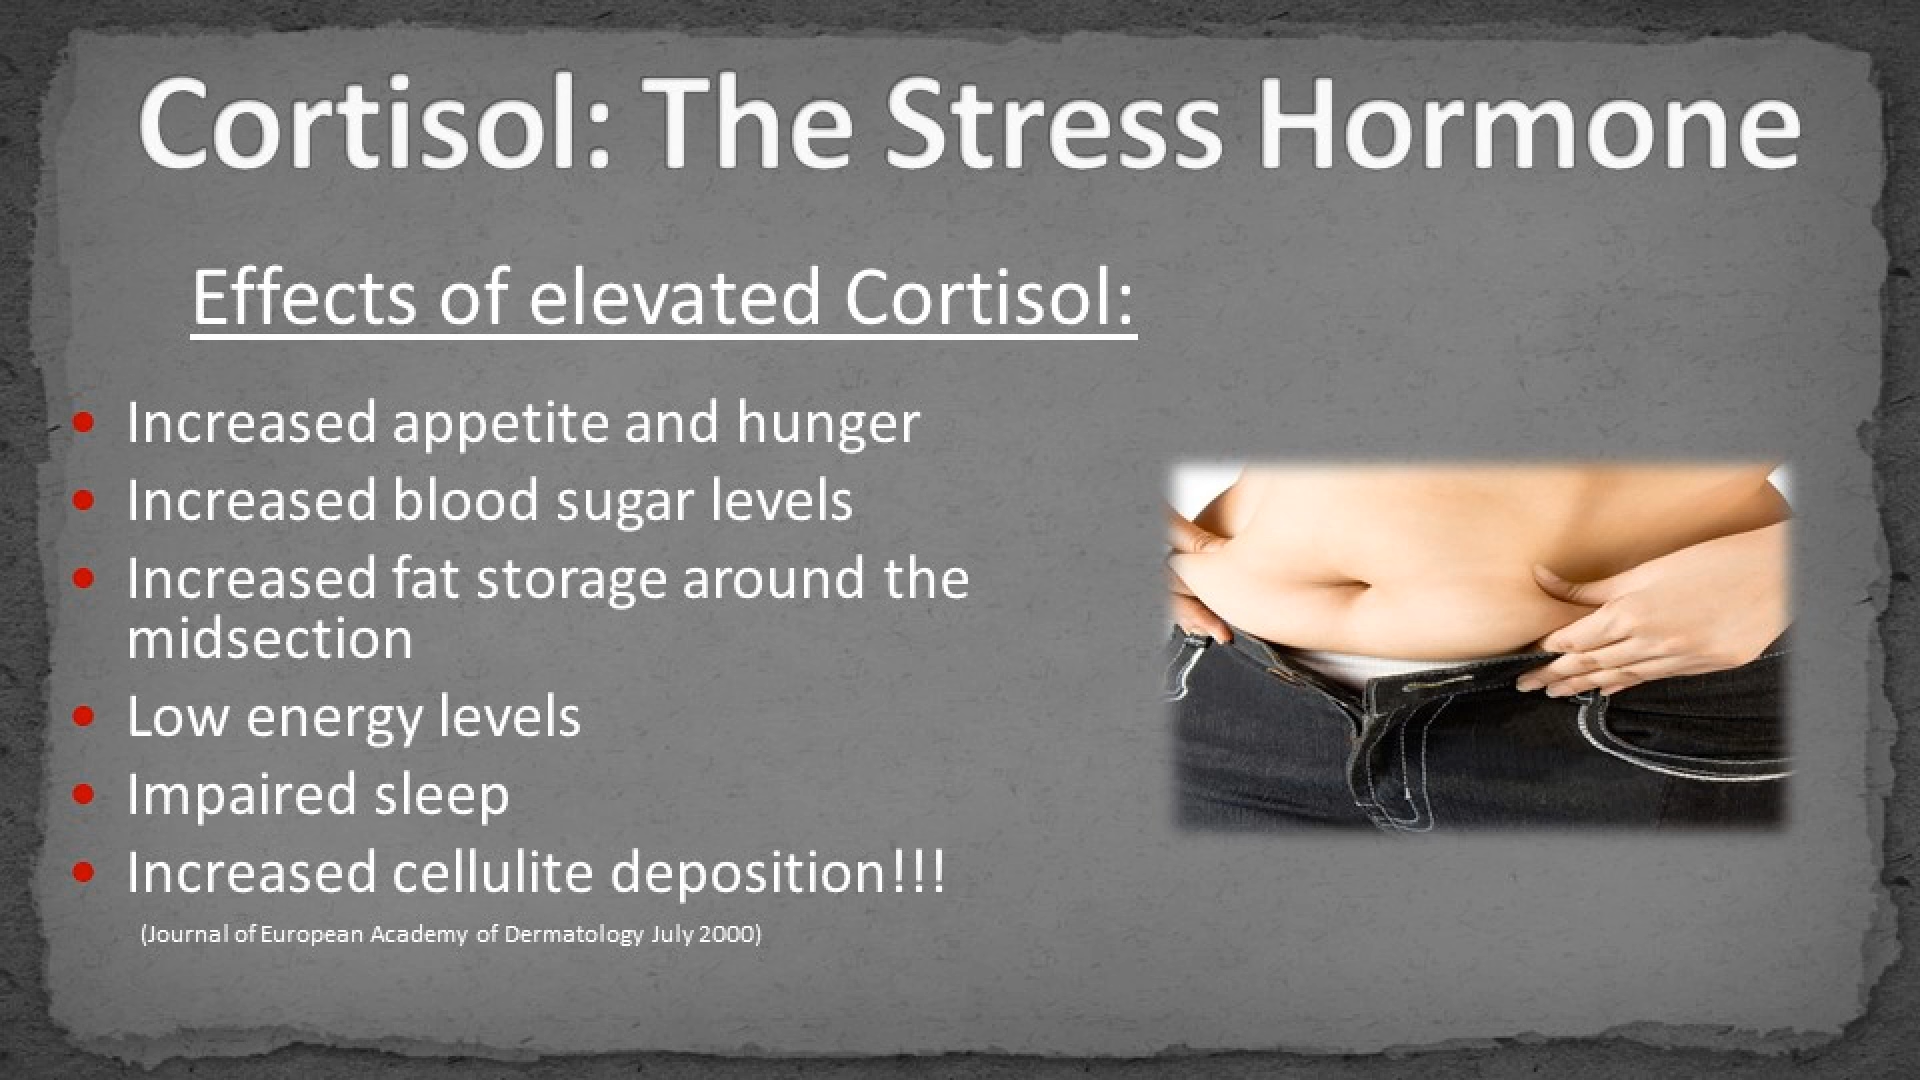 Cortisol: The Stress Hormone
Effects of elevated Cortisol:
• Increased appetite and hunger
• Increased blood sugar levels
• Increased fat storage around the
midsection
• Low energy levels
• Impaired sleep
• Increased cellulite deposition!!!
(Journal of European Academy of Dermatology July 2000)